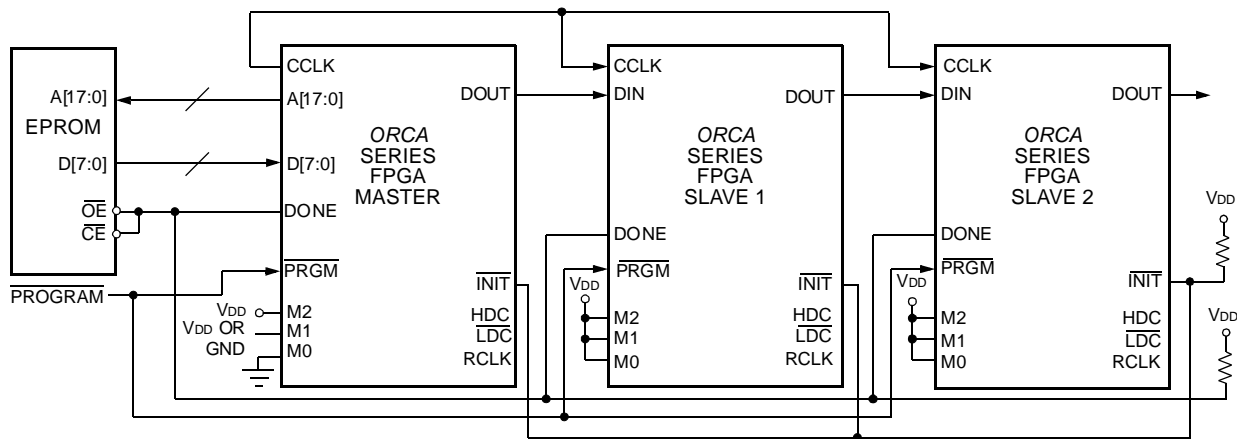 A[17:0]
EPROM
D[7:0]
OE
CE
PROGRAM
CCLK
A[17:0]
DOUT
ORCA
SERIES
FPGA
MASTER
D[7:0]
DONE
PRGM
INIT
VDD
M2
VDD OR
GND
M1
M0
HDC
LDC
RCLK
CCLK
DIN
DOUT
ORCA
SERIES
FPGA
SLAVE 1
DONE
PRGM
VDD
INIT
M2
M1
M0
HDC
LDC
RCLK
CCLK
DIN
DOUT
ORCA
SERIES
FPGA
SLAVE 2
DONE
PRGM
VDD
INIT
M2
M1
M0
HDC
LDC
RCLK
VDD
VDD